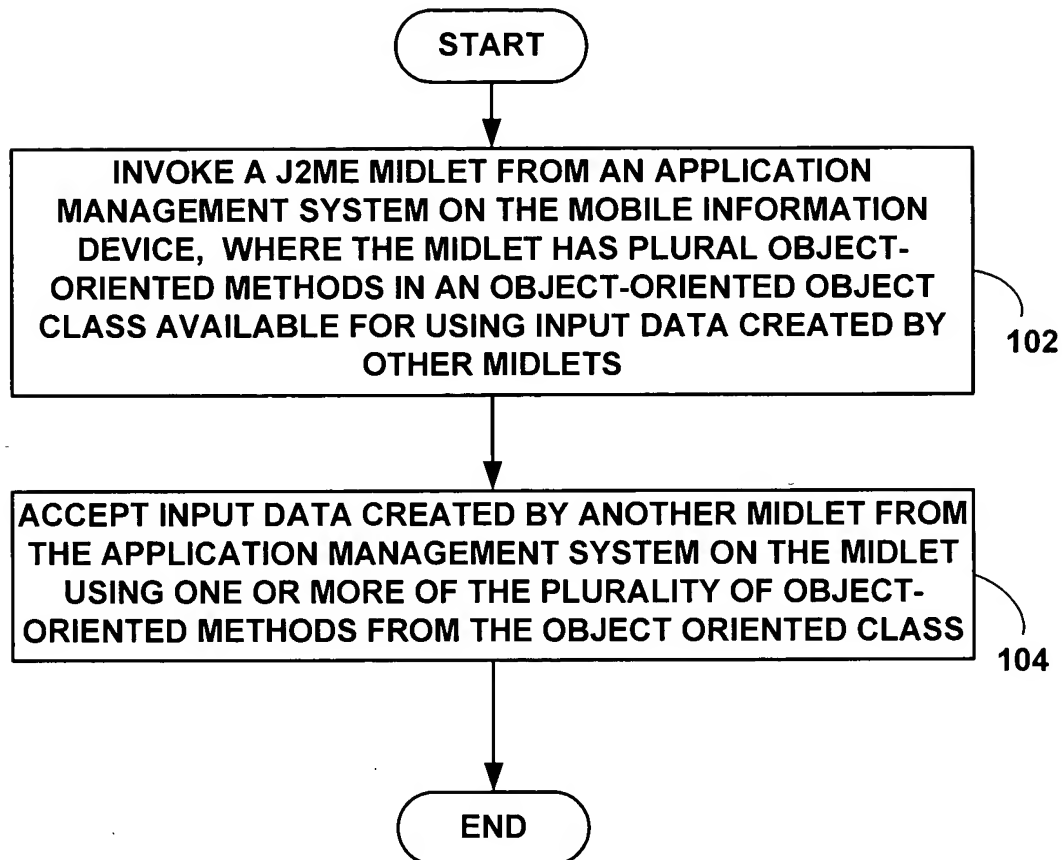 START
INVOKE A J2ME MIDLET FROM AN APPLICATION
MANAGEMENT SYSTEM ON THE MOBILE INFORMATION
DEVICE, WHERE THE MIDLET HAS PLURAL OBJECT-
ORIENTED METHODS IN AN OBJECT-ORIENTED OBJECT
CLASS AVAILABLE FOR USING INPUT DATA CREATED BY
OTHER MIDLETS
102
ACCEPT INPUT DATA CREATED BY ANOTHER MIDLET FROM
THE APPLICATION MANAGEMENT SYSTEM ON THE MIDLET
USING ONE OR MORE OF THE PLURALITY OF OBJECT-
ORIENTED METHODS FROM THE OBJECT ORIENTED CLASS
104
END